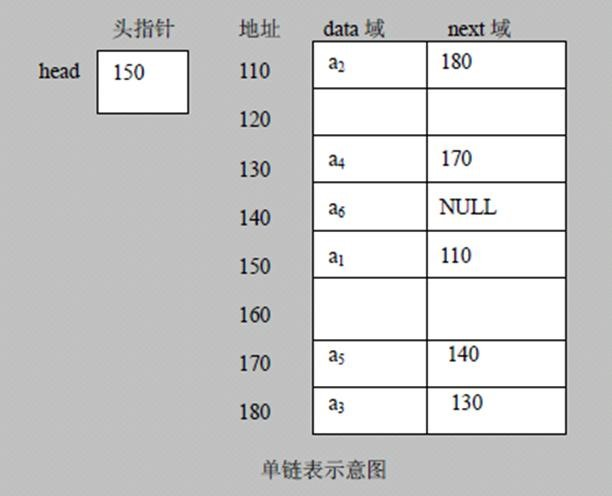 头指针 地址 data 域 next 域
head 150 110 a₂ 180
120
130 a₄ 170
140 a₆ NULL
150 a₁ 110
160
170 a₅ 140
180 a₃ 130
单链表示意图